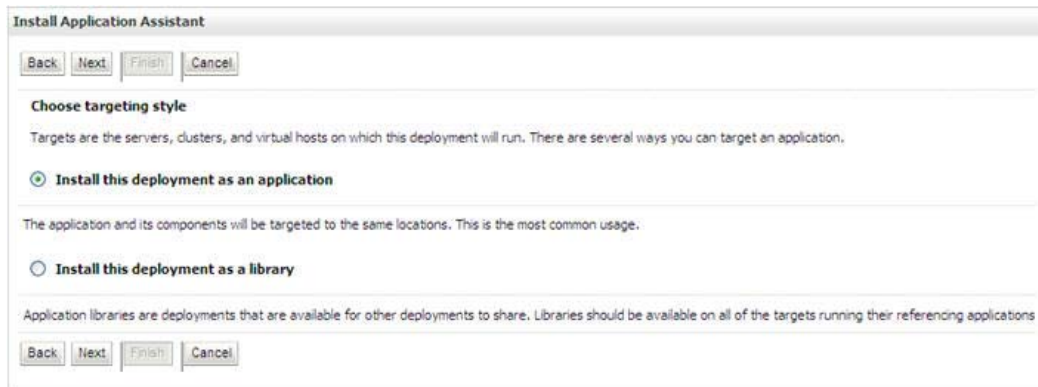 Install Application Assistant
Back Next Finish Cancel
Choose targeting style
Targets are the servers, clusters, and virtual hosts on which this deployment will run. There are several ways you can target an application.
Install this deployment as an application
The application and its components will be targeted to the same locations. This is the most common usage.
Install this deployment as a library
Application libraries are deployments that are available for other deployments to share. Libraries should be available on all of the targets running their referencing applications
Back Next Finish Cancel